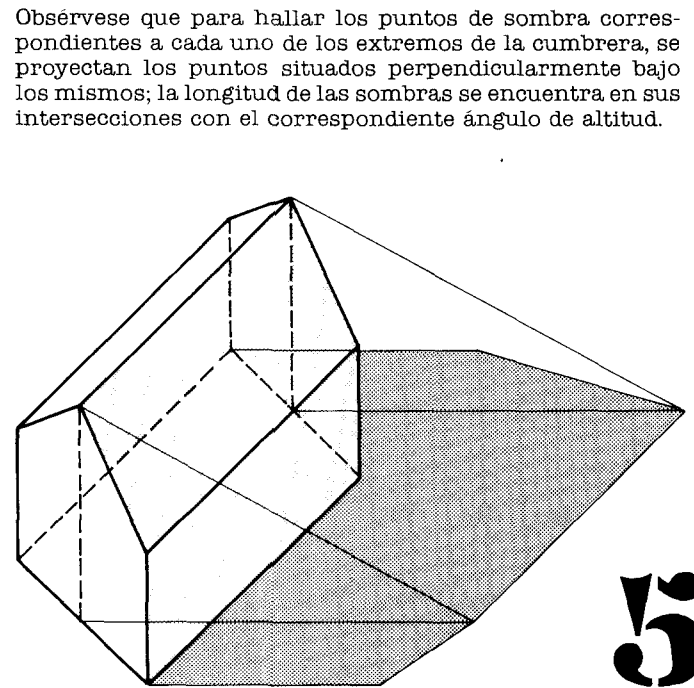 Obsérvese que para hallar los puntos de sombra corres-
pondientes a cada uno de los extremos de la cumbrera, se
proyectan los puntos situados perpendicularmente bajo
los mismos; la longitud de las sombras se encuentra en sus
intersecciones con el correspondiente ángulo de altitud.
5